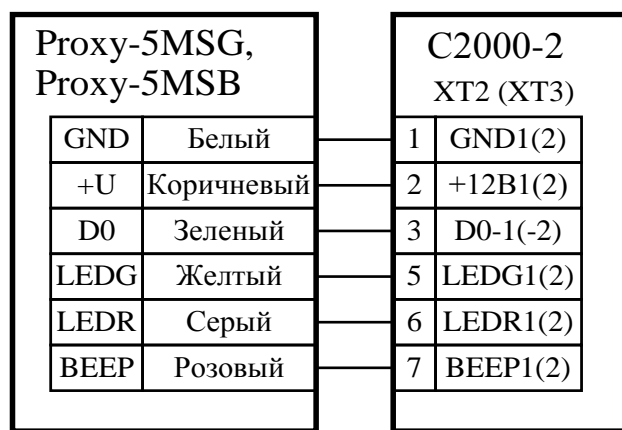 Proxy-5MSG,
Proxy-5MSB
GND Белый
+U Коричневый
D0 Зеленый
LEDG Желтый
LEDR Серый
BEEP Розовый
C2000-2
XT2 (XT3)
1 GND1(2)
2 +12В1(2)
3 D0-1(-2)
5 LEDG1(2)
6 LEDR1(2)
7 BEEP1(2)